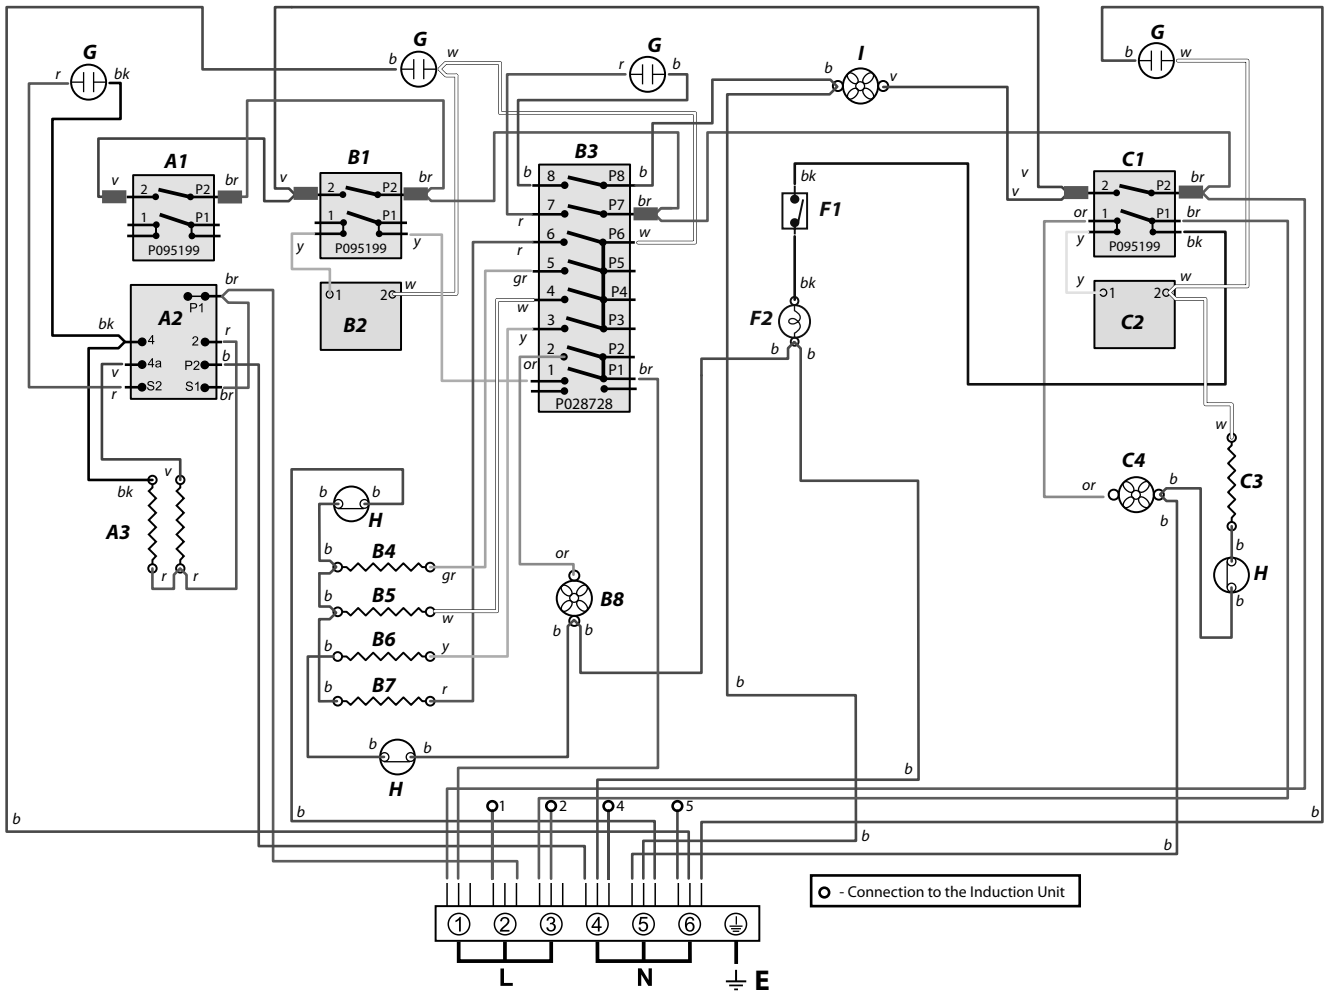 G
G
G
I
G
r
bk
b
w
r
b
b
v
b
w
A1
B1
B3
C1
v
2
P2
br
1
P1
P095199
v
2
P2
br
1
P1
y
P095199
y
b
8
P8
b
7
P7
br
r
6
P6
w
r
5
P5
gr
4
P4
w
3
P3
y
2
P2
or
1
P1
br
P028728
bk
F1
bk
F2
b
b
v
v
2
P2
br
or
1
P1
br
y
P095199
bk
y
1
2
w
C2
1
2
w
B2
br
P1
A2
bk
4
2
r
4a
P2
b
v
S2
S1
r
br
bk
v
A3
r
r
b
b
H
b
B4
gr
b
B5
w
b
B6
y
b
B7
r
b
b
H
or
B8
b
b
w
C4
C3
or
b
b
b
H
b
b
b
b
b
b
b
b
1
2
4
5
- Connection to the Induction Unit
1
2
3
4
5
6
L
N
E